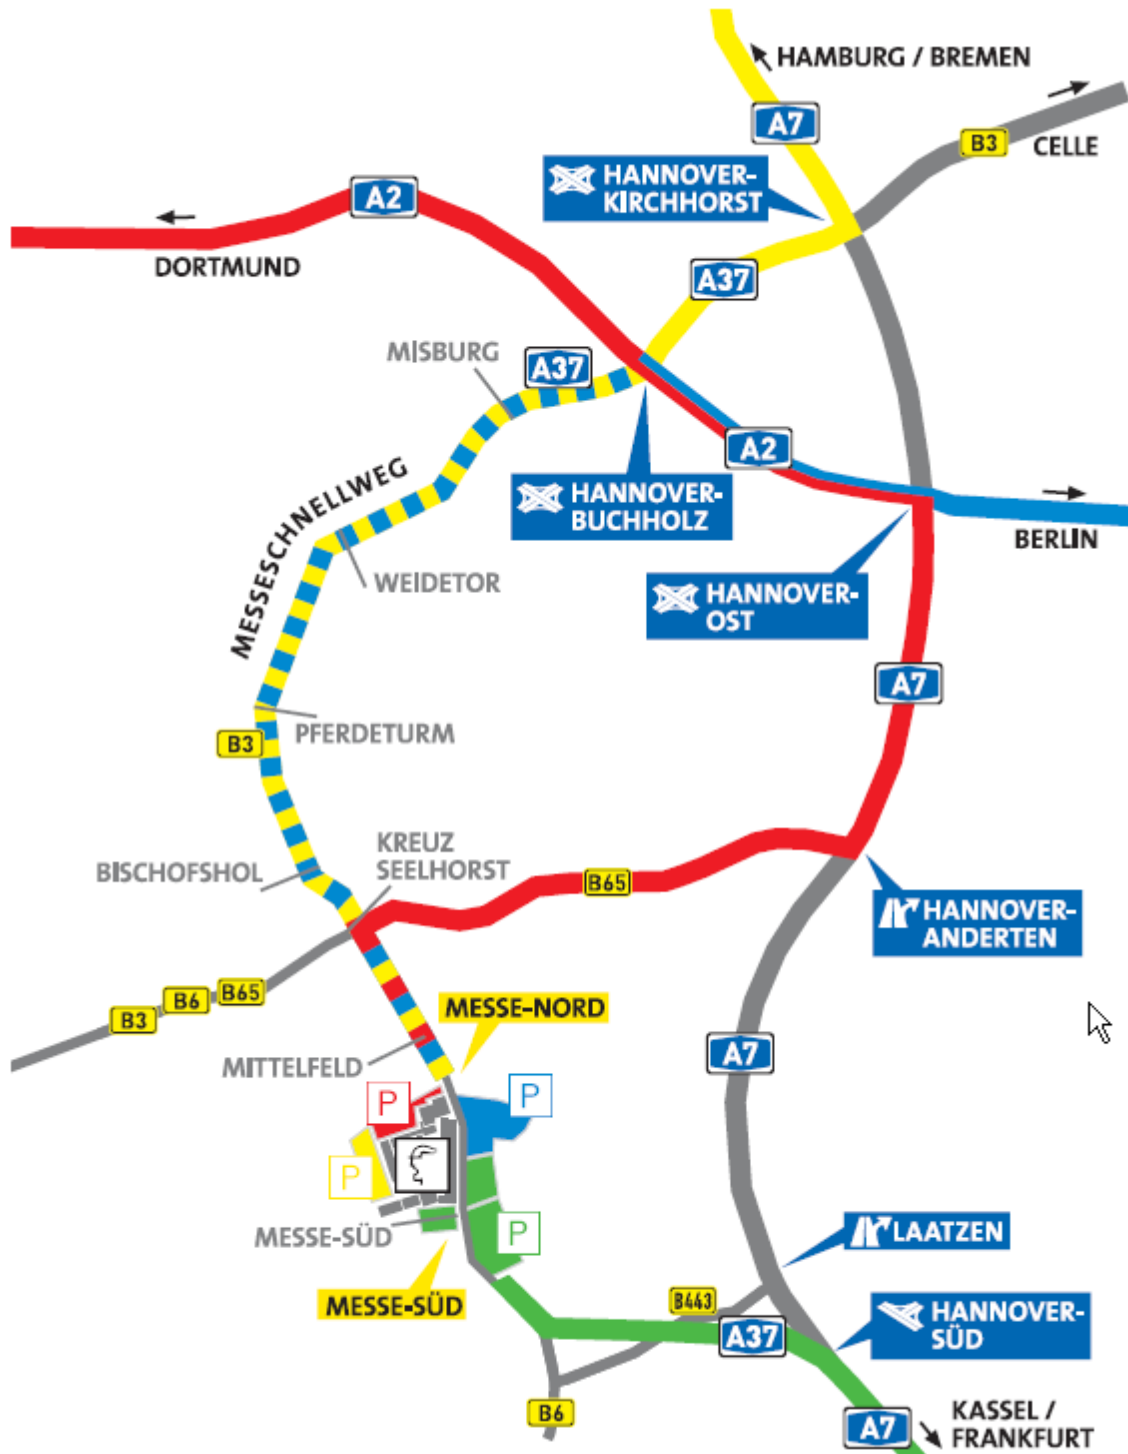 HAMBURG / BREMEN
A7
B3
CELLE
HANNOVER-
KIRCHHORST
A2
DORTMUND
A37
MISBURG
A37
A2
HANNOVER-
BUCHHOLZ
BERLIN
MESSESCHNELLWEG
WEIDETOR
HANNOVER-
OST
A7
PFERDETURM
B3
KREUZ
SEELHORST
BISCHOFSHOL
B65
HANNOVER-
ANDERTEN
B65
B6
B3
MESSE-NORD
MITTELFELD
A7
P
P
P
P
MESSE-SÜD
LAATZEN
MESSE-SÜD
B443
HANNOVER-
SÜD
A37
B6
A7
KASSEL /
FRANKFURT